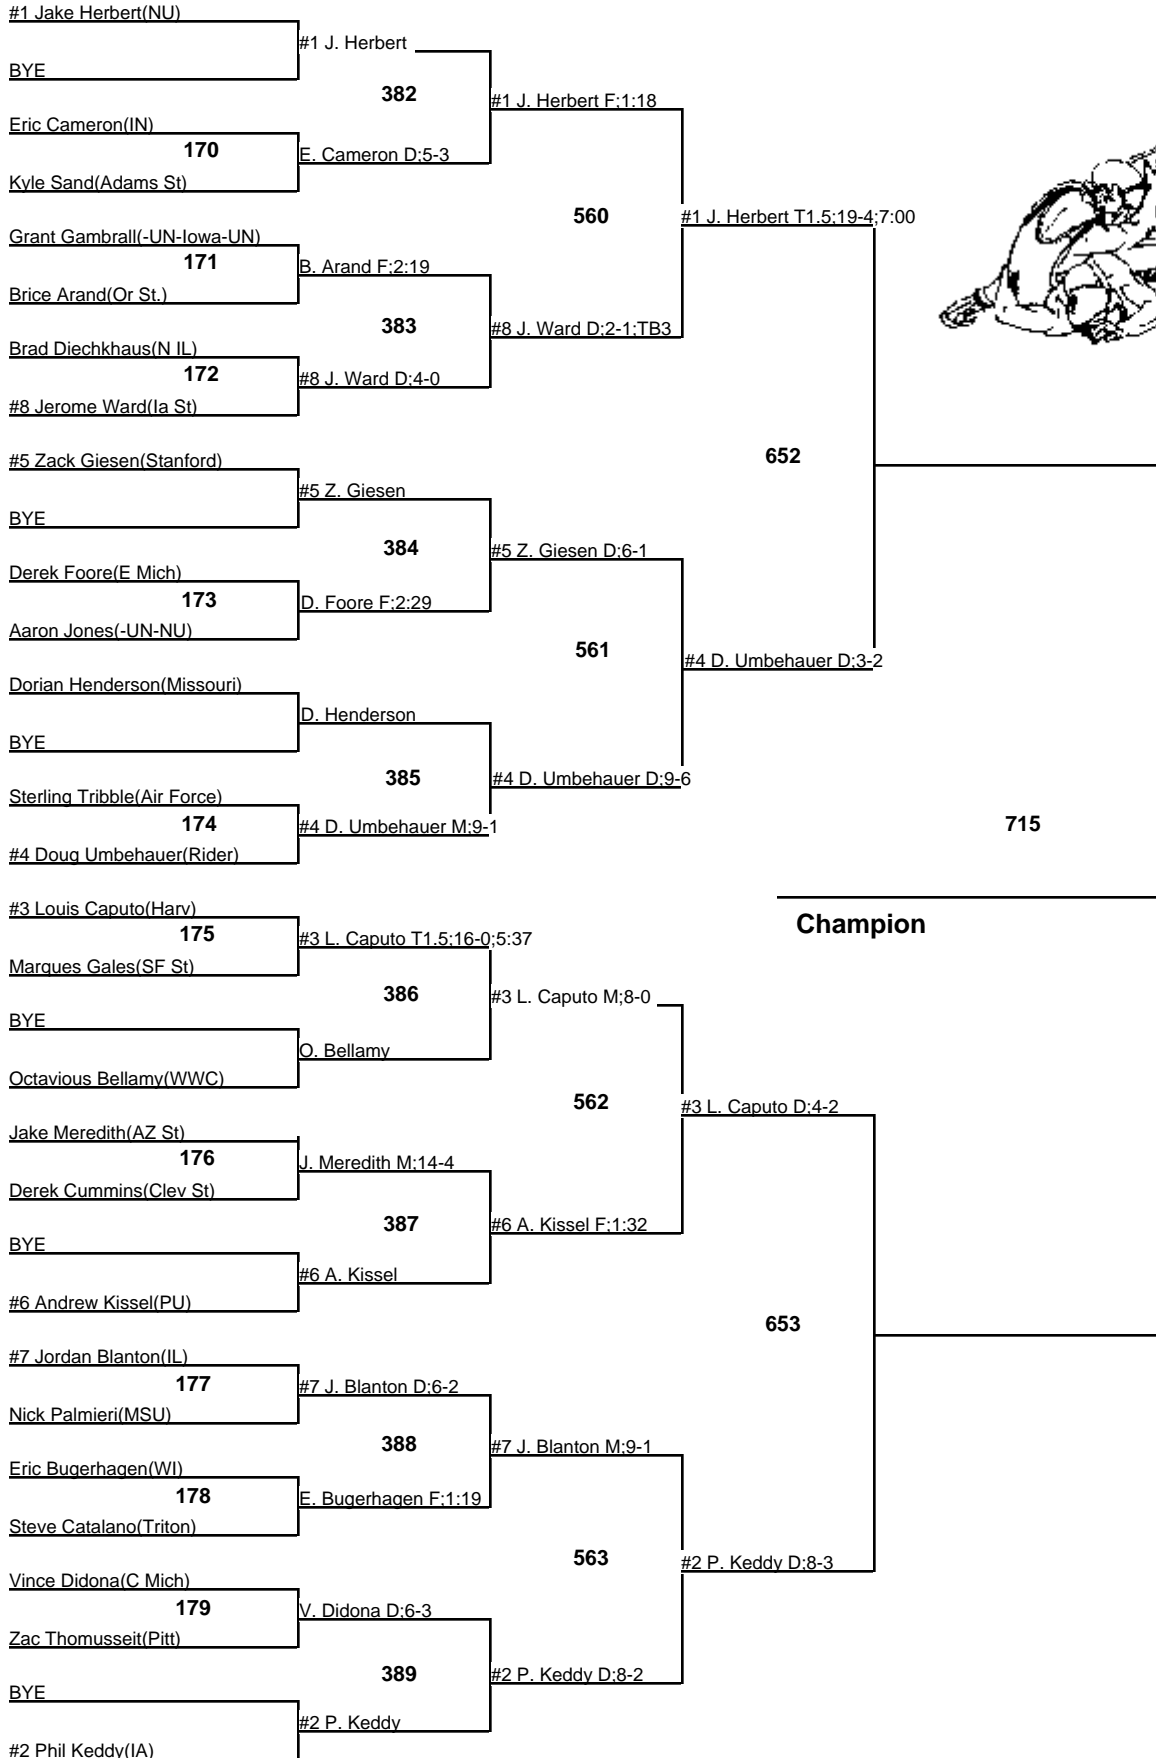 #1 Jake Herbert(NU)
#1 J. Herbert
BYE
382
#1 J. Herbert F;1:18
Eric Cameron(IN)
170
E. Cameron D;5-3
Kyle Sand(Adams St)
560
#1 J. Herbert T1.5;19-4;7:00
Grant Gambrall(-UN-Iowa-UN)
171
B. Arand F;2:19
Brice Arand(Or St.)
383
#8 J. Ward D;2-1;TB3
Brad Diechkhaus(N IL)
172
#8 J. Ward D;4-0
#8 Jerome Ward(Ia St)
652
#5 Zack Giesen(Stanford)
#5 Z. Giesen
BYE
384
#5 Z. Giesen D;6-1
Derek Foore(E Mich)
173
D. Foore F;2:29
Aaron Jones(-UN-NU)
561
#4 D. Umbehauer D;3-2
Dorian Henderson(Missouri)
D. Henderson
BYE
385
#4 D. Umbehauer D;9-6
Sterling Tribble(Air Force)
174
#4 D. Umbehauer M;9-1
715
#4 Doug Umbehauer(Rider)
#3 Louis Caputo(Harv)
Champion
175
#3 L. Caputo T1.5;16-0;5:37
Marques Gales(SF St)
386
#3 L. Caputo M;8-0
BYE
O. Bellamy
Octavious Bellamy(WWC)
562
#3 L. Caputo D;4-2
Jake Meredith(AZ St)
176
J. Meredith M;14-4
Derek Cummins(Clev St)
387
#6 A. Kissel F;1:32
BYE
#6 A. Kissel
#6 Andrew Kissel(PU)
653
#7 Jordan Blanton(IL)
177
#7 J. Blanton D;6-2
Nick Palmieri(MSU)
388
#7 J. Blanton M;9-1
Eric Bugerhagen(WI)
178
E. Bugerhagen F;1:19
Steve Catalano(Triton)
563
#2 P. Keddy D;8-3
Vince Didona(C Mich)
179
V. Didona D;6-3
Zac Thomusseit(Pitt)
389
#2 P. Keddy D;8-2
BYE
#2 P. Keddy
#2 Phil Keddy(IA)